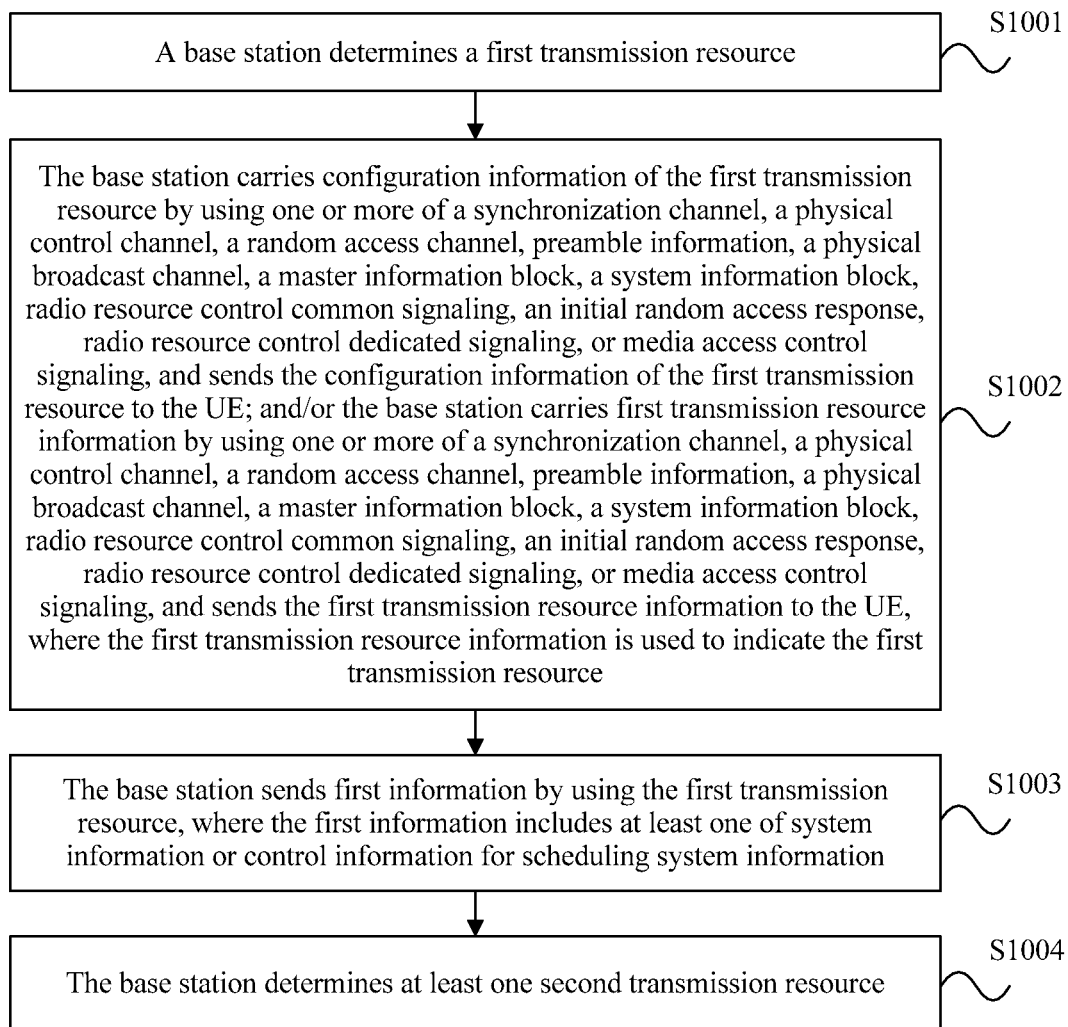 S1001
A base station determines a first transmission resource
The base station carries configuration information of the first transmission
resource by using one or more of a synchronization channel, a physical
control channel, a random access channel, preamble information, a physical
broadcast channel, a master information block, a system information block,
radio resource control common signaling, an initial random access response,
radio resource control dedicated signaling, or media access control
signaling, and sends the configuration information of the first transmission
resource to the UE; and/or the base station carries first transmission resource
information by using one or more of a synchronization channel, a physical
control channel, a random access channel, preamble information, a physical
broadcast channel, a master information block, a system information block,
radio resource control common signaling, an initial random access response,
radio resource control dedicated signaling, or media access control
signaling, and sends the first transmission resource information to the UE,
where the first transmission resource information is used to indicate the first
transmission resource
S1002
The base station sends first information by using the first transmission
resource, where the first information includes at least one of system
information or control information for scheduling system information
S1003
The base station determines at least one second transmission resource
S1004